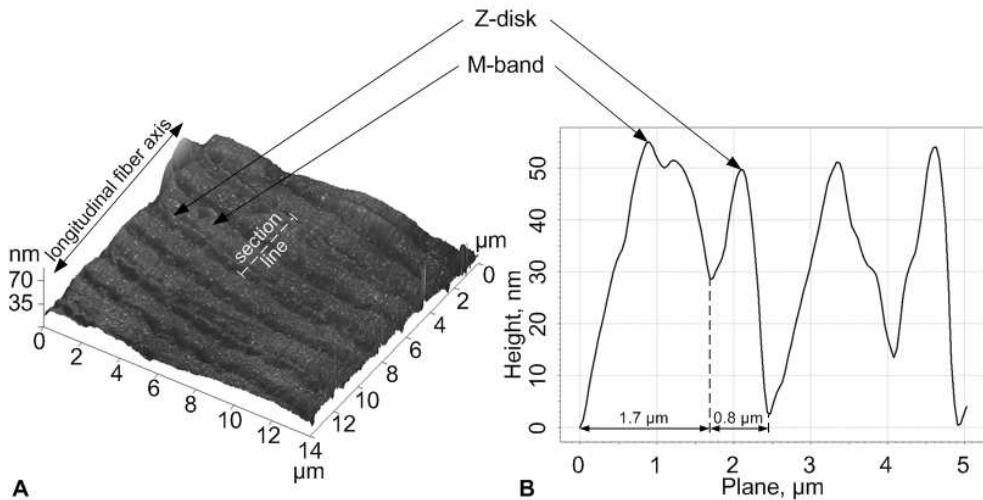 Z-disk
M-band
longitudinal fiber axis
section
line
nm
70
35
0
2
4
6
8
10
12
14
μm
12
10
8
6
4
2
0
μm
A
Height, nm
50
40
30
20
10
0
1.7 μm
0.8 μm
0 1 2 3 4 5
Plane, μm
B